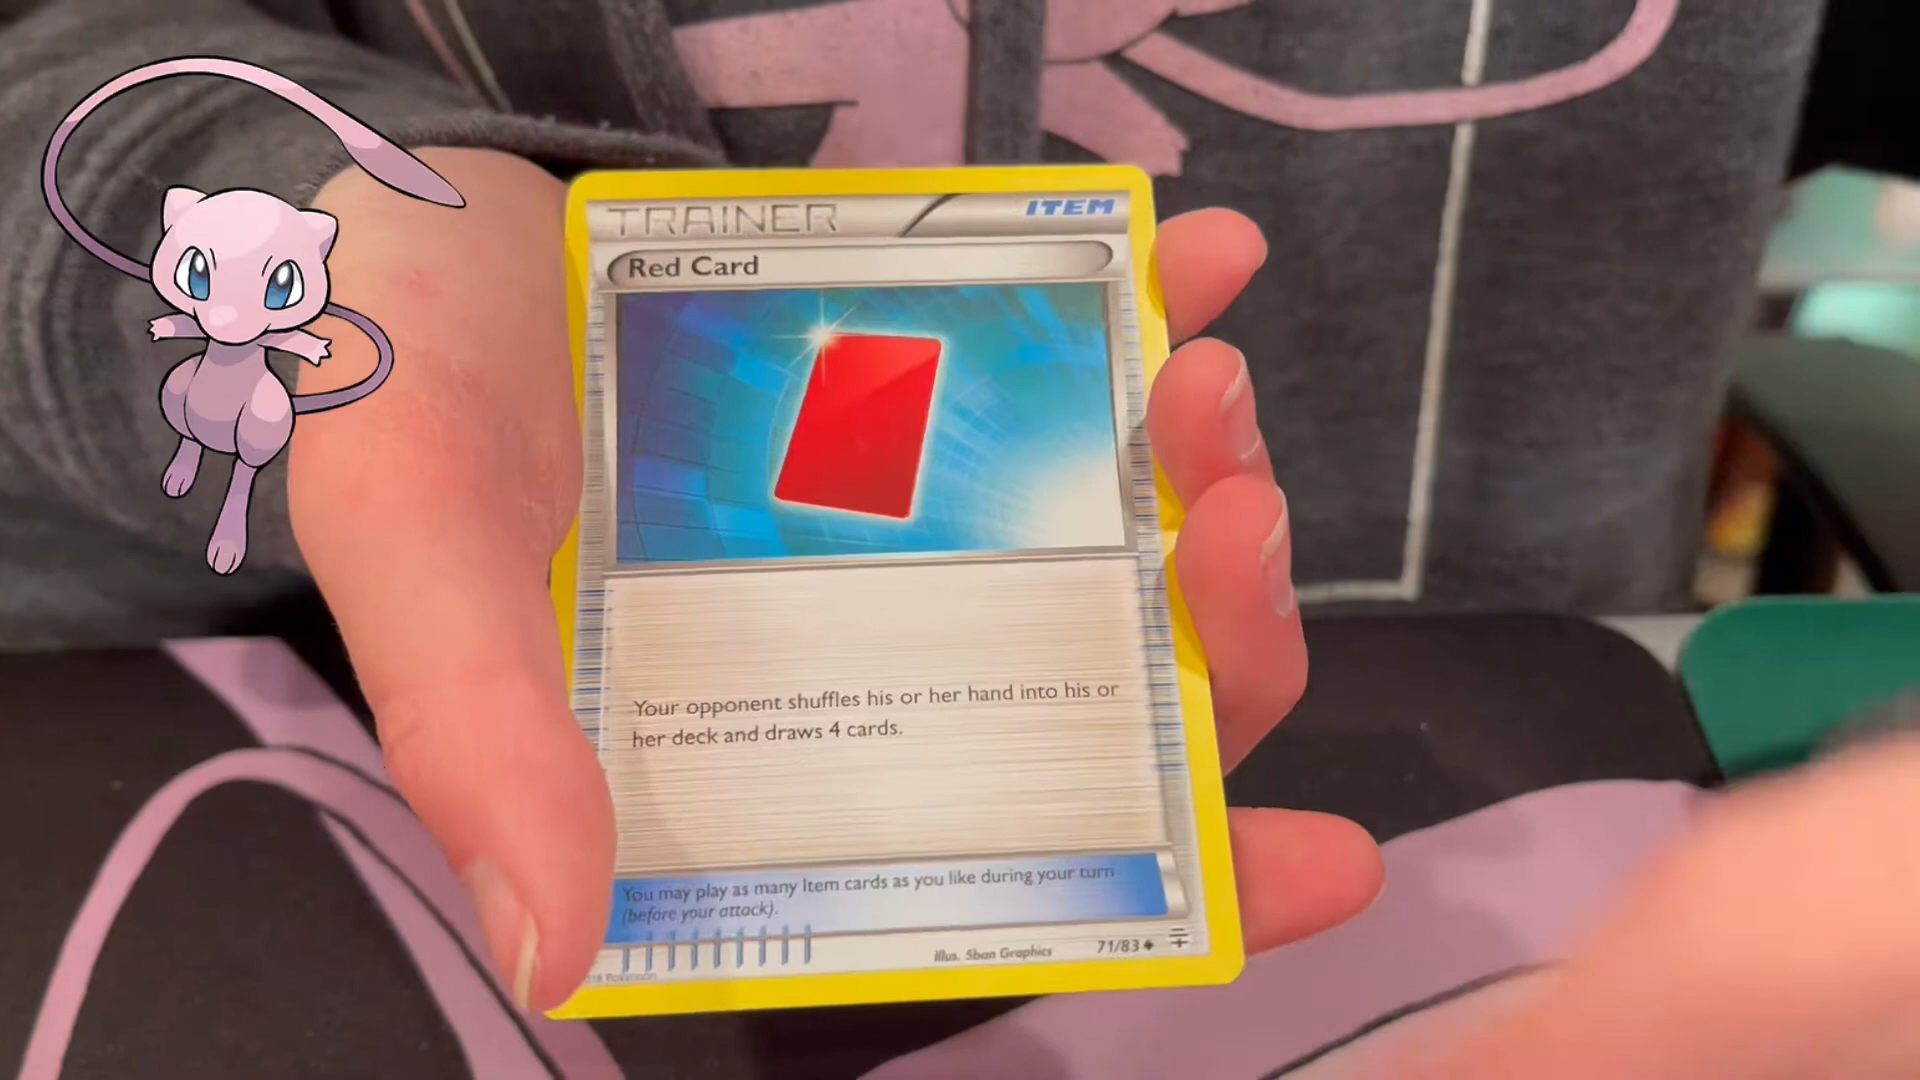 TRAINER
ITEM
Red Card
Your opponent shuffles his or her hand into his or
her deck and draws 4 cards.
You may play as many Item cards as you like during your turn
(before your attack).
Illus. 5ban Graphics
71/83